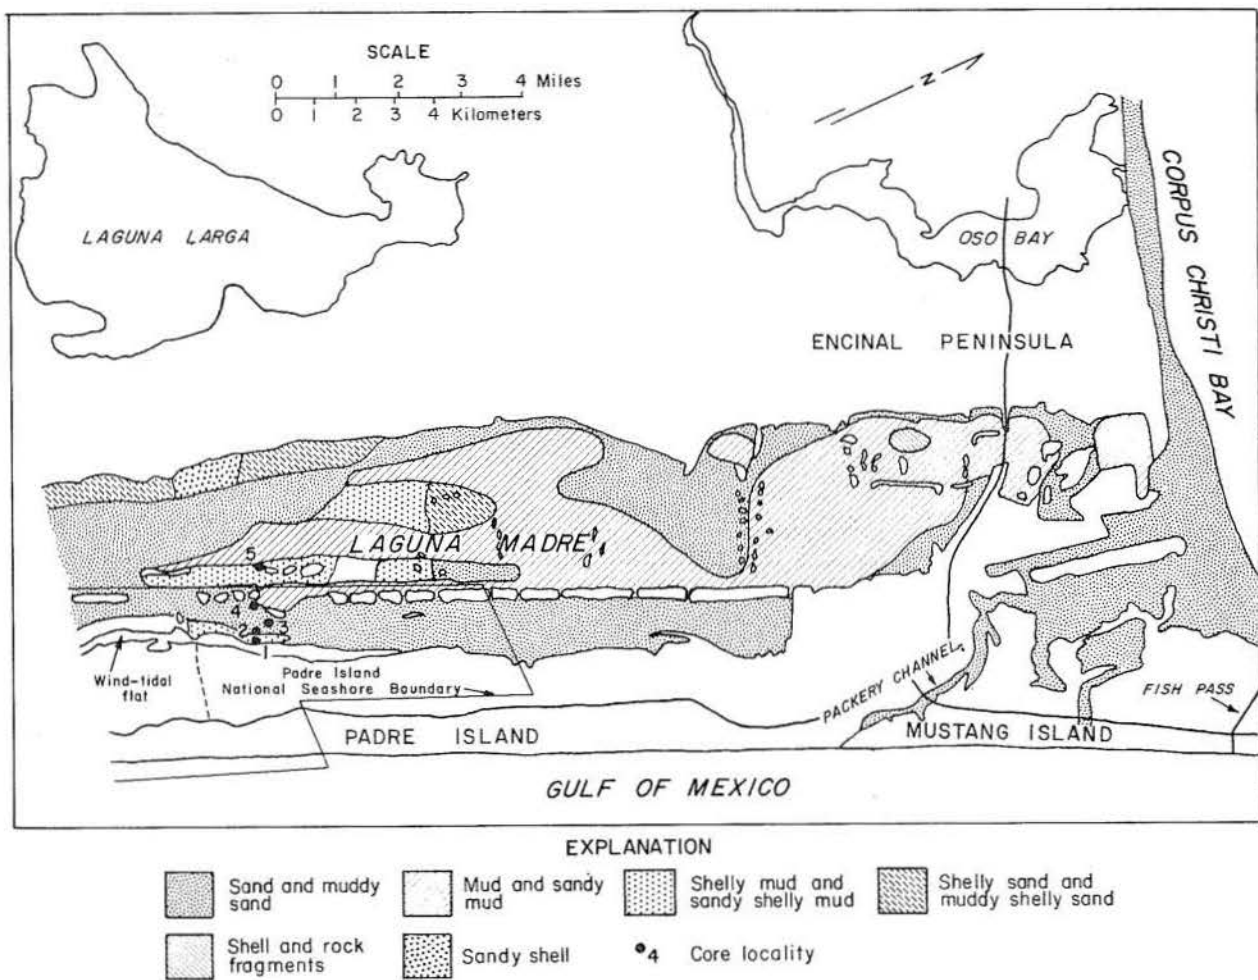 SCALE
0 1 2 3 4 Miles
0 1 2 3 4 Kilometers
N
LAGUNA LARGA
OSO BAY
CORPUS CHRISTI BAY
ENCINAL PENINSULA
LAGUNA MADRE
5
4
3
2
1
Wind-tidal
flat
Padre Island
National Seashore Boundary
PACKERY CHANNEL
FISH PASS
PADRE ISLAND
MUSTANG ISLAND
GULF OF MEXICO
EXPLANATION
Sand and muddy
sand
Mud and sandy
mud
Shelly mud and
sandy shelly mud
Shelly sand and
muddy shelly sand
Shell and rock
fragments
Sandy shell
4 Core locality